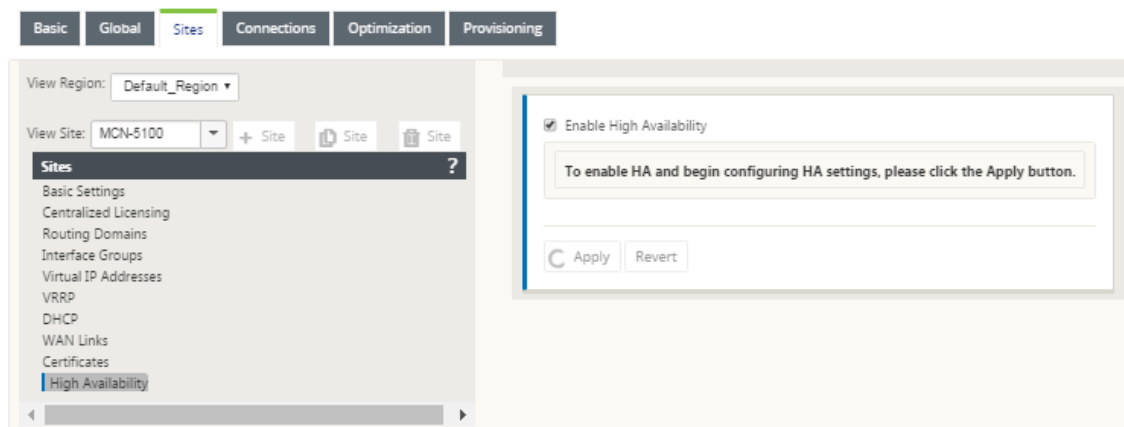 Basic Global Sites Connections Optimization Provisioning
View Region: Default_Region
View Site: MCN-5100 + Site Site Site
Sites ?
Basic Settings
Centralized Licensing
Routing Domains
Interface Groups
Virtual IP Addresses
VRRP
DHCP
WAN Links
Certificates
High Availability
Enable High Availability
To enable HA and begin configuring HA settings, please click the Apply button.
Apply Revert